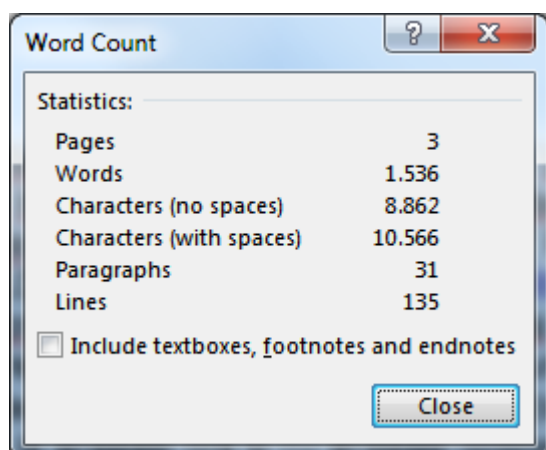 Word Count
Statistics:
Pages 3
Words 1.536
Characters (no spaces) 8.862
Characters (with spaces) 10.566
Paragraphs 31
Lines 135
Include textboxes, footnotes and endnotes
Close